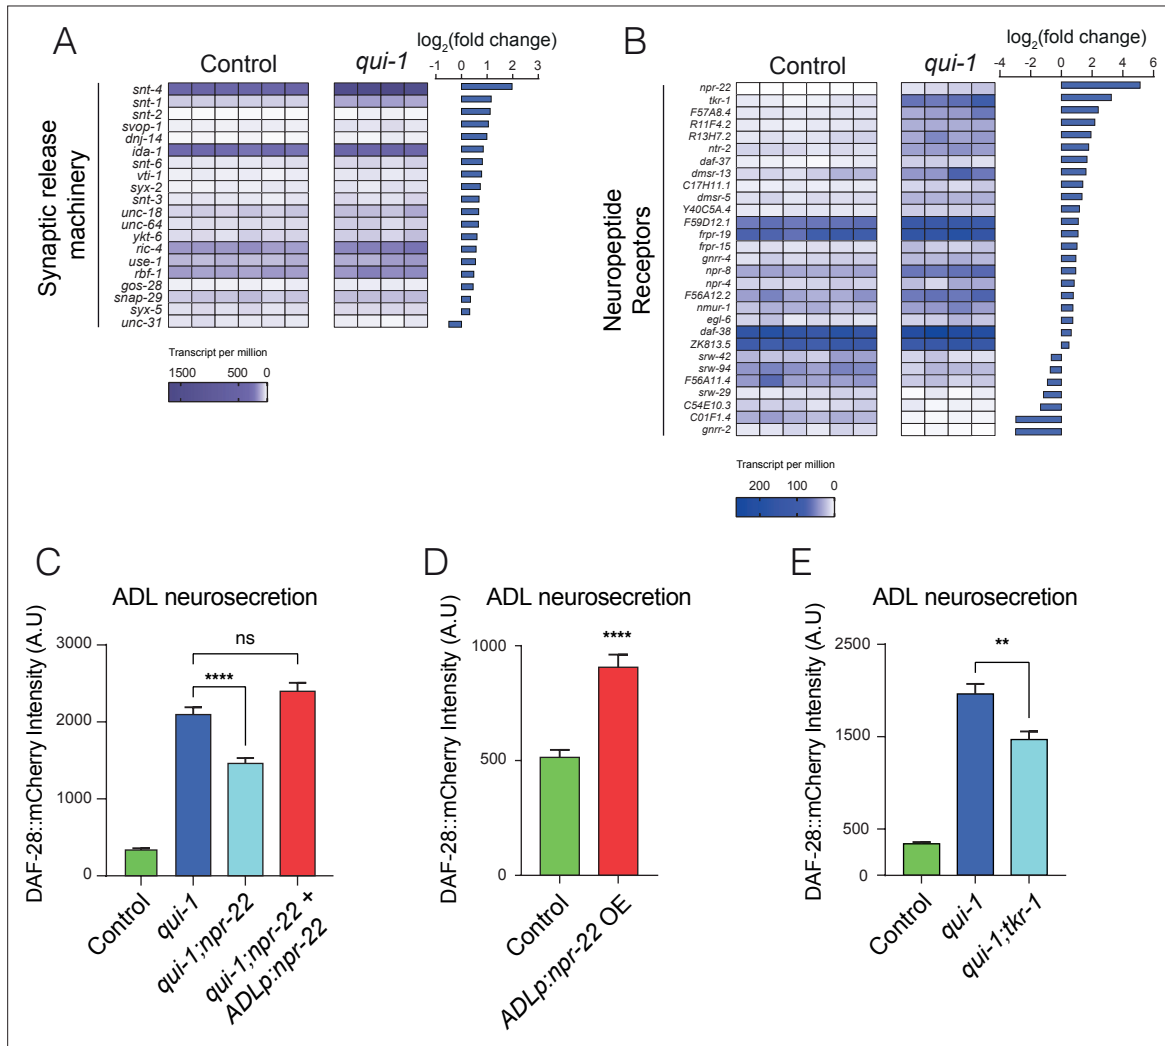 A
Control
qui-1
log2(fold change)
-1 0 1 2 3
Synaptic release
machinery
snt-4
snt-1
snt-2
svop-1
dnj-14
ida-1
snt-6
vti-1
syx-2
snt-3
unc-18
unc-64
ykt-6
ric-4
use-1
rbf-1
gos-28
snap-29
syx-5
unc-31
Transcript per million
1500 500 0
B
Control
qui-1
log2(fold change)
-4 -2 0 2 4 6
Neuropeptide
Receptors
npr-22
tkr-1
F57A8.4
R11F4.2
R13H7.2
ntr-2
daf-37
dmsr-13
C17H11.1
dmsr-5
Y40C5A.4
F59D12.1
frpr-19
frpr-15
gnrr-4
npr-8
npr-4
F56A12.2
nmur-1
egl-6
daf-38
ZK813.5
srw-42
srw-94
F56A11.4
srw-29
C54E10.3
C01F1.4
gnrr-2
Transcript per million
200 100 0
C
ADL neurosecretion
DAF-28::mCherry Intensity (A.U)
3000
2000
1000
0
ns
****
Control
qui-1
qui-1;npr-22
qui-1;npr-22 +
ADLp:npr-22
D
ADL neurosecretion
DAF-28::mCherry Intensity (A.U)
1000
500
0
****
Control
ADLp:npr-22 OE
E
ADL neurosecretion
DAF-28::mCherry Intensity (A.U)
2500
1500
500
0
**
Control
qui-1
qui-1;tkr-1